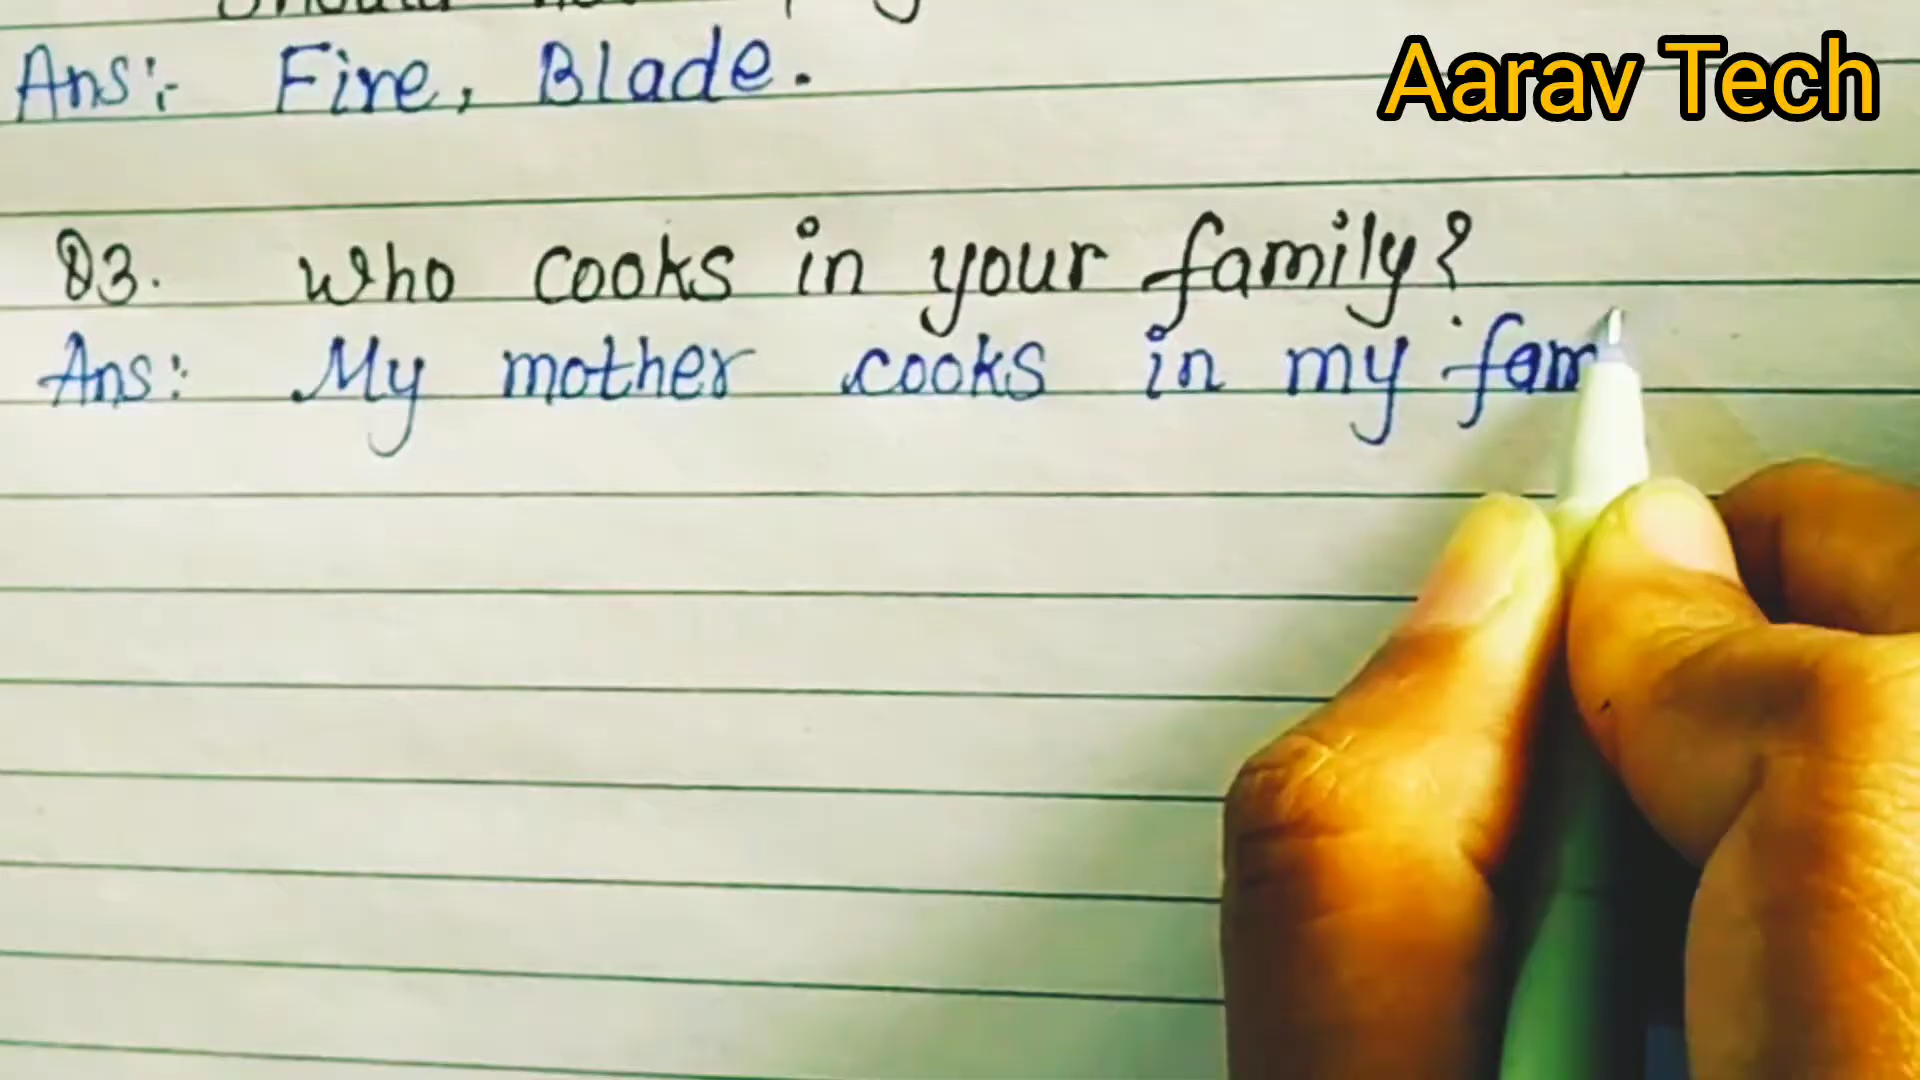 Ans:- Fire, Blade.
Aarav Tech
Q3. Who cooks in your family?
Ans: My mother cooks in my fam